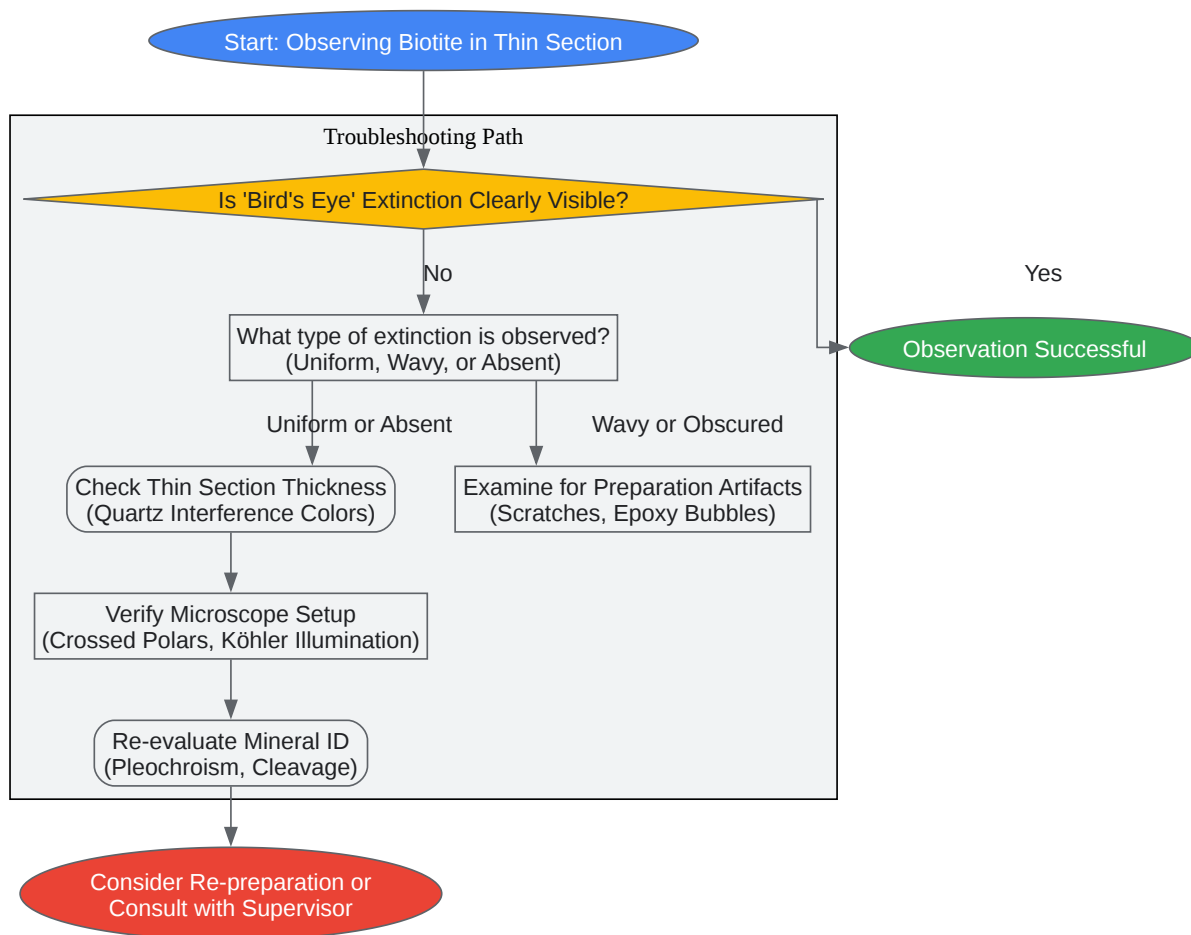 Start: Observing Biotite in Thin Section
Troubleshooting Path
Is 'Bird's Eye' Extinction Clearly Visible?
No
Yes
What type of extinction is observed?
(Uniform, Wavy, or Absent)
Observation Successful
Uniform or Absent
Wavy or Obscured
Check Thin Section Thickness
(Quartz Interference Colors)
Examine for Preparation Artifacts
(Scratches, Epoxy Bubbles)
Verify Microscope Setup
(Crossed Polars, Köhler Illumination)
Re-evaluate Mineral ID
(Pleochroism, Cleavage)
Consider Re-preparation or
Consult with Supervisor